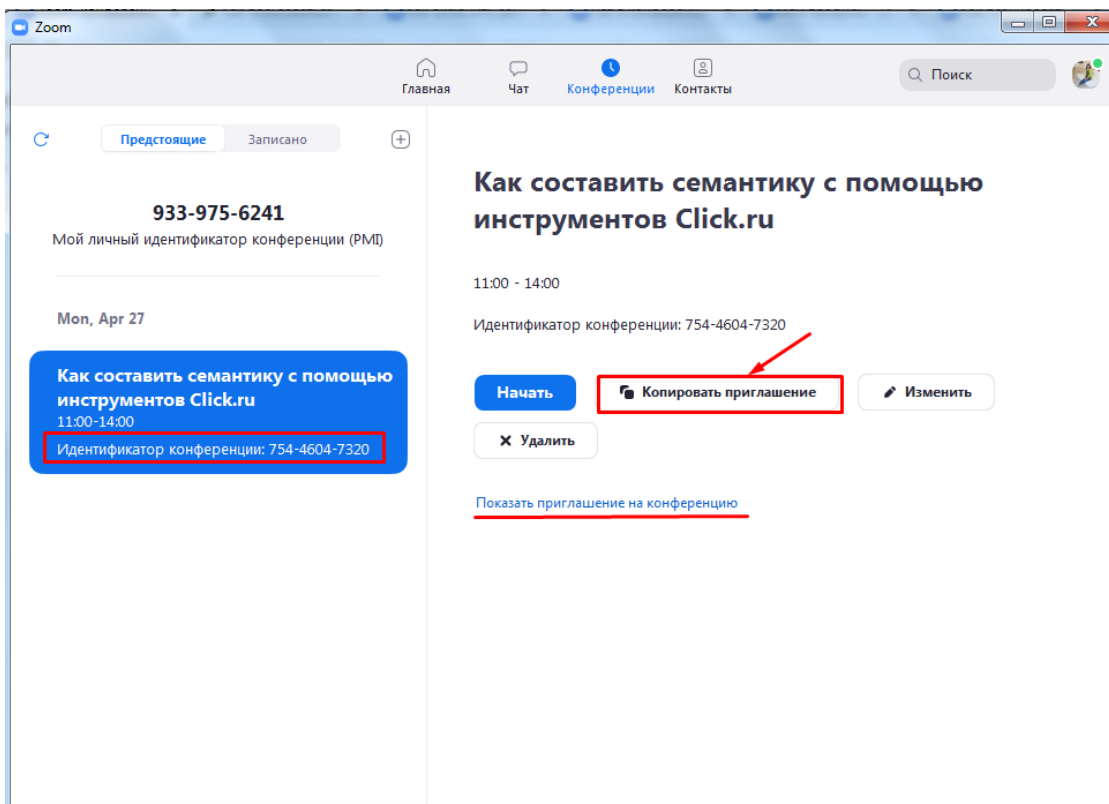 Zoom
Главная
Чат
Конференции
Контакты
Поиск
Предстоящие
Записано
933-975-6241
Мой личный идентификатор конференции (PMI)
Mon, Apr 27
Как составить семантику с помощью
инструментов Click.ru
11:00-14:00
Идентификатор конференции: 754-4604-7320
Как составить семантику с помощью
инструментов Click.ru
11:00 - 14:00
Идентификатор конференции: 754-4604-7320
Начать
Копировать приглашение
Изменить
Удалить
Показать приглашение на конференцию